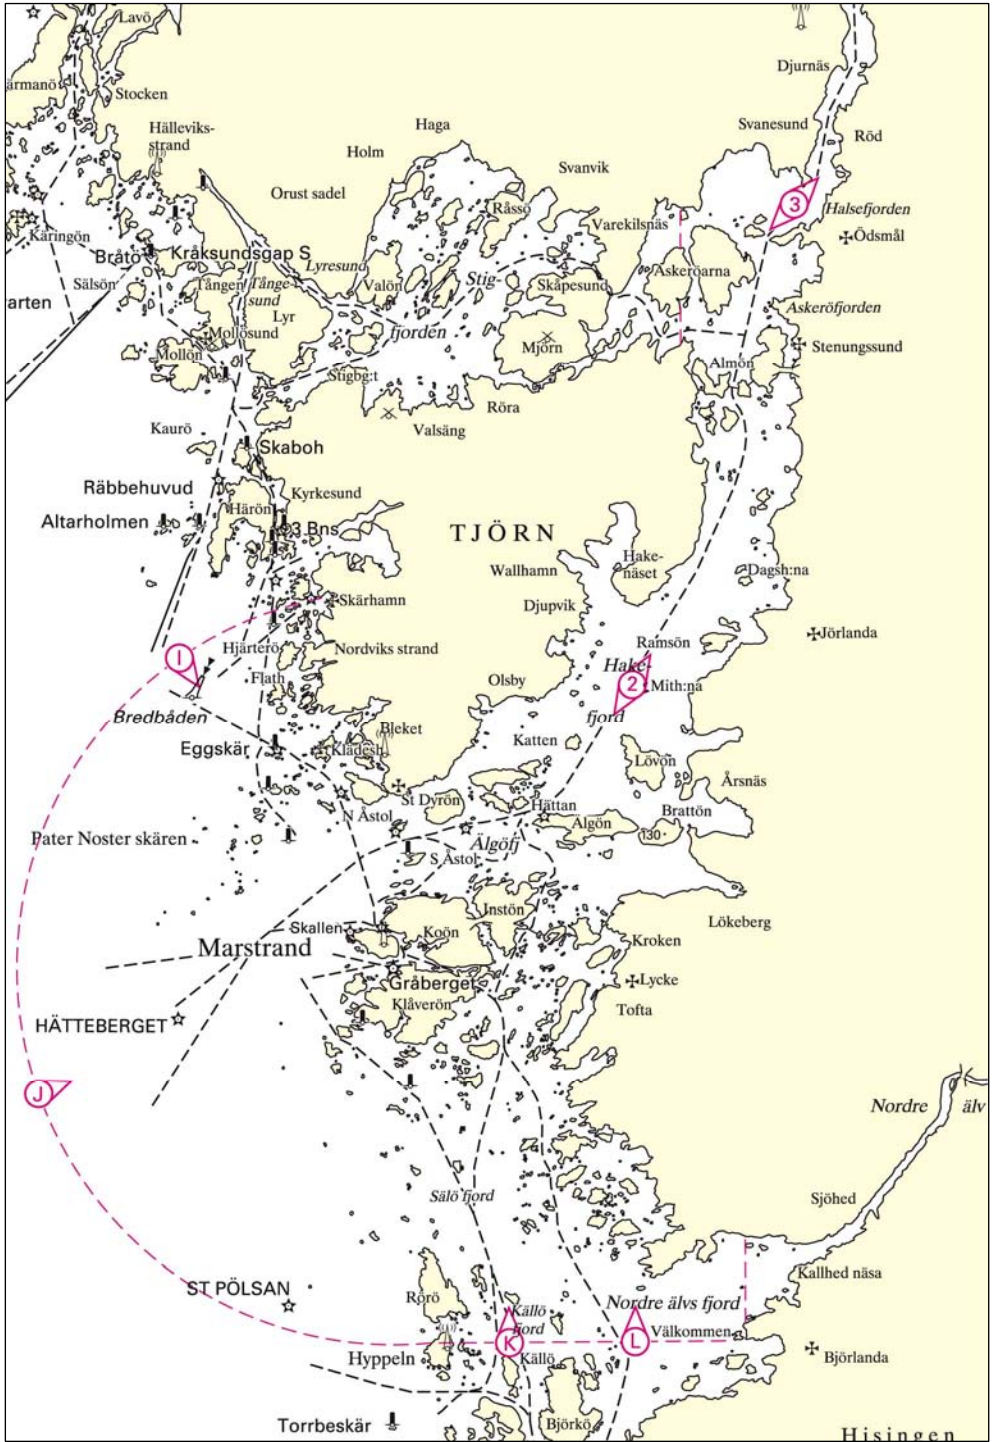 Lavö
ärmanö
Stocken
Djurnäs
Hälleviks-
strand
Haga
Svanesund
Röd
Holm
Svanvik
Orust sadel
3
Råssö
Halsefjorden
Varekilsnäs
Käringön
Ödsmål
Bråtö
Kråksundsgap S
Lyresund
Stig-
Askeröarna
Sälsön
Tången
Tånge-
sund
Valön
Skåpesund
arten
Lyr
Askeröfjorden
Mollösund
fjorden
Mollön
Mjörn
Stenungssund
Almön
Stigbg:t
Röra
Kaurö
Valsäng
Skaboh
Räbbehuvud
Kyrkesund
Altarholmen
Härön
3 Bns
TJÖRN
Hake-
näset
Wallhamn
Dagsh:na
Skärhamn
Djupvik
Jörlanda
Hjärterö
Nordviks strand
Ramsön
I
Hake-
Flath
Olsby
2
Mith:na
Bredbåden
fjord
Bleket
Eggskär
Klädesh
Katten
Lövön
Årsnäs
St Dyrön
Hättan
Brattön
N Åstol
Älgön
130
Pater Noster skären
Älgöfj
S Åstol
Instön
Lökeberg
Skallen
Koön
Marstrand
Kroken
Gråberget
Lycke
Klåverön
Tofta
HÄTTEBERGET
J
Nordre
älv
Sälö fjord
Sjöhed
Kallhed näsa
ST PÖLSAN
Rörö
Källö
fjord
Nordre älvs fjord
K
L
Välkommen
Hyppeln
Källö
Björlanda
Torrbeskär
Björkö
Hisingen